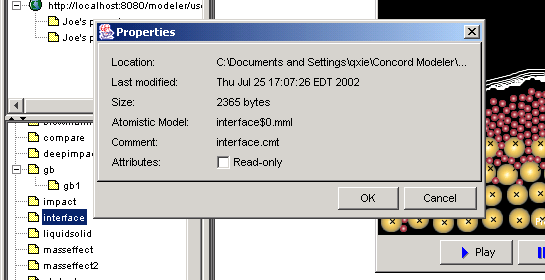 http://localhost:8080/modeler/use
Joe's p
Joe's p
Properties
Location: C:\Documents and Settings\qxie\Concord Modeler\...
Last modified: Thu Jul 25 17:07:26 EDT 2002
Size: 2365 bytes
Atomistic Model: interface$0.mml
Comment: interface.cmt
Attributes: Read-only
OK Cancel
compare
deepimpac
gb
gb1
impact
interface
liquidsolid
masseffect
masseffect2
Play